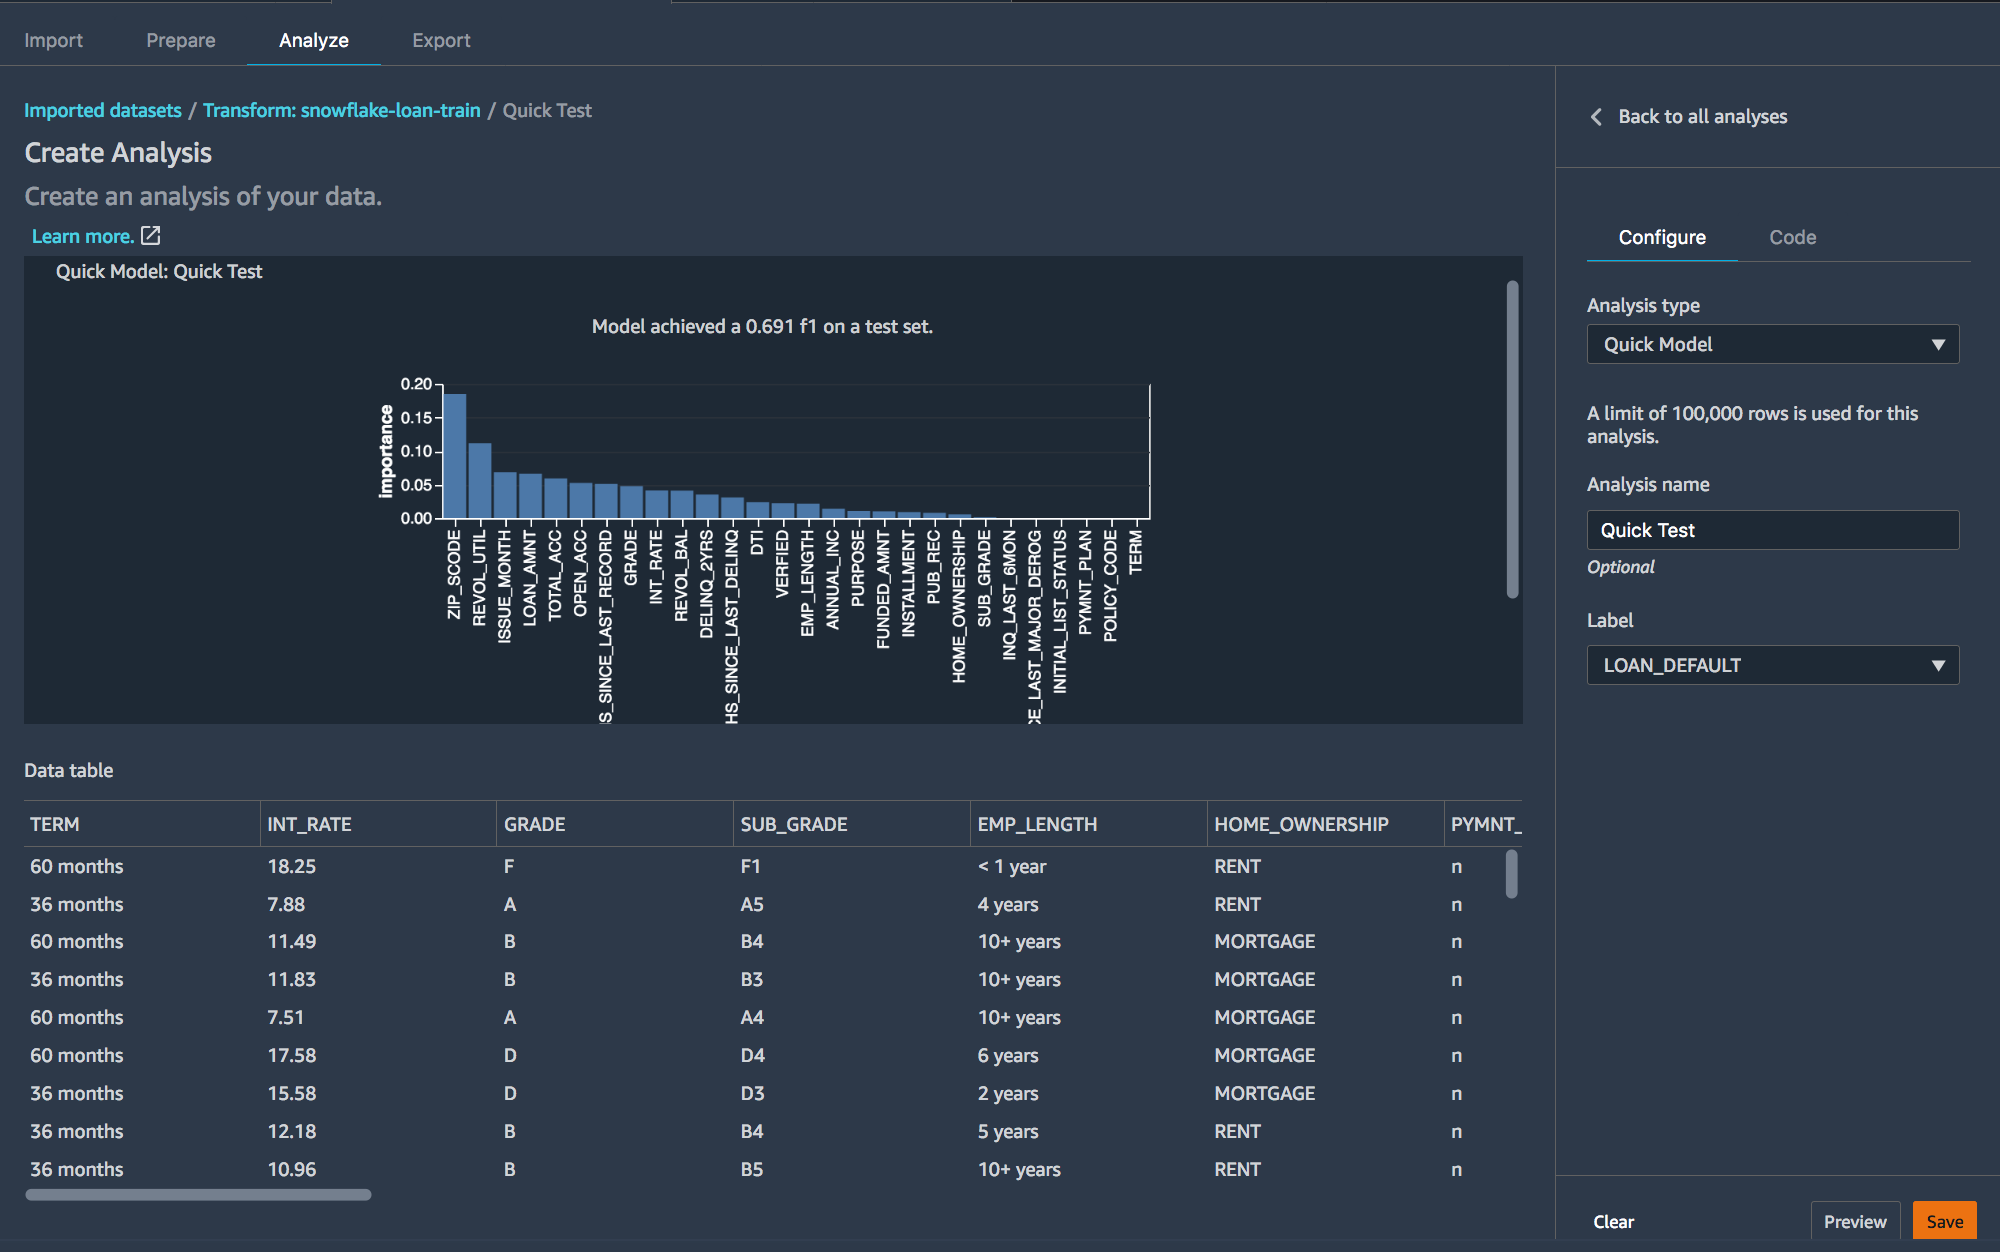 Import Prepare Analyze Export
Imported datasets / Transform: snowflake-loan-train / Quick Test
Create Analysis
Create an analysis of your data.
Learn more.
Quick Model: Quick Test
Model achieved a 0.691 f1 on a test set.
importance
0.20
0.15
0.10
0.05
0.00
ZIP_SCODE
REVOL_UTIL
ISSUE_MONTH
LOAN_AMNT
TOTAL_ACC
OPEN_ACC
S_SINCE_LAST_RECORD
GRADE
INT_RATE
REVOL_BAL
DELINQ_2YRS
HS_SINCE_LAST_DELINQ
DTI
VERFIED
EMP_LENGTH
ANNUAL_INC
PURPOSE
FUNDED_AMNT
INSTALLMENT
PUB_REC
HOME_OWNERSHIP
SUB_GRADE
INQ_LAST_6MON
CE_LAST_MAJOR_DEROG
INITIAL_LIST_STATUS
PYMNT_PLAN
POLICY_CODE
TERM
Data table
TERM INT_RATE GRADE SUB_GRADE EMP_LENGTH HOME_OWNERSHIP PYMNT_
60 months 18.25 F F1 < 1 year RENT n
36 months 7.88 A A5 4 years RENT n
60 months 11.49 B B4 10+ years MORTGAGE n
36 months 11.83 B B3 10+ years MORTGAGE n
60 months 7.51 A A4 10+ years MORTGAGE n
60 months 17.58 D D4 6 years MORTGAGE n
36 months 15.58 D D3 2 years MORTGAGE n
36 months 12.18 B B4 5 years RENT n
36 months 10.96 B B5 10+ years RENT n
Back to all analyses
Configure Code
Analysis type
Quick Model
A limit of 100,000 rows is used for this
analysis.
Analysis name
Quick Test
Optional
Label
LOAN_DEFAULT
Clear Preview Save